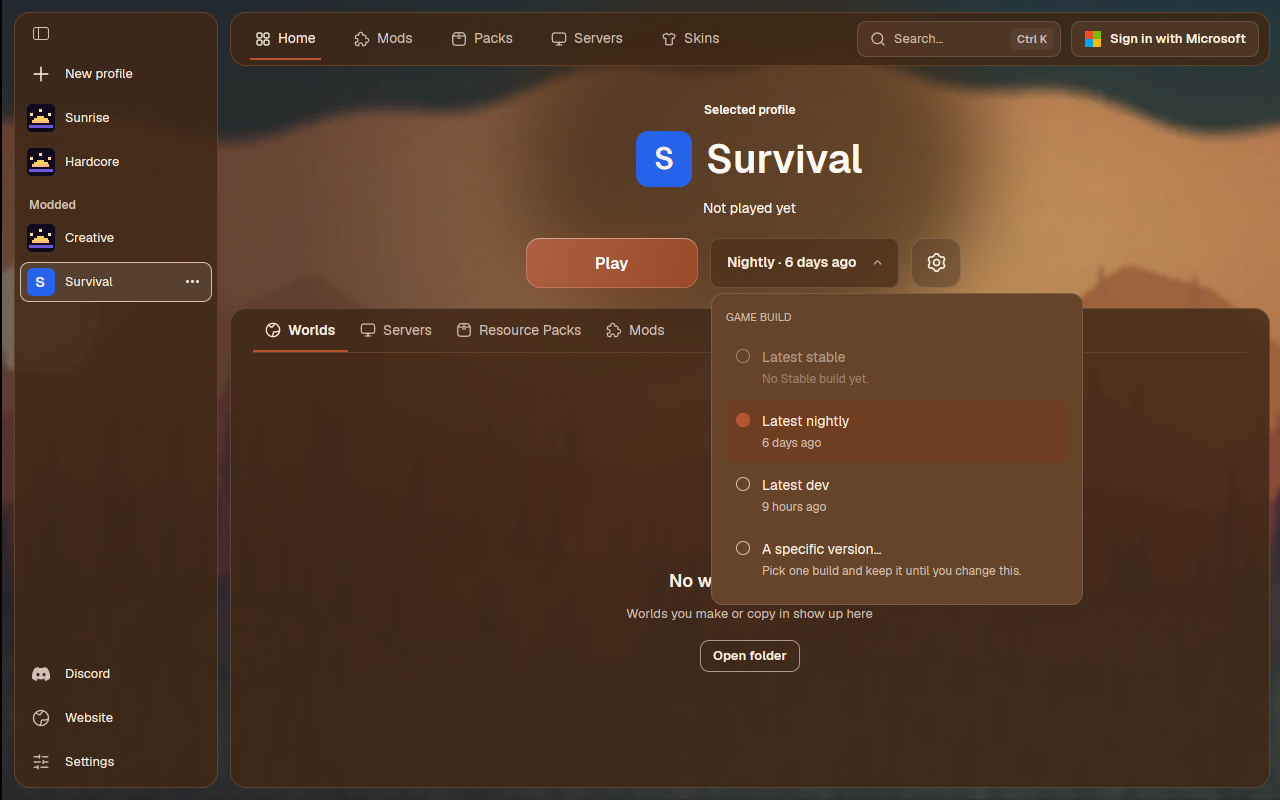 New profile
Sunrise
Hardcore
Modded
Creative
S Survival
Discord
Website
Settings
Home Mods Packs Servers Skins
Search... Ctrl K Sign in with Microsoft
Selected profile
S Survival
Not played yet
Play Nightly · 6 days ago
Worlds Servers Resource Packs Mods
GAME BUILD
Latest stable
No Stable build yet.
Latest nightly
6 days ago
Latest dev
9 hours ago
A specific version...
Pick one build and keep it until you change this.
No w
Worlds you make or copy in show up here
Open folder